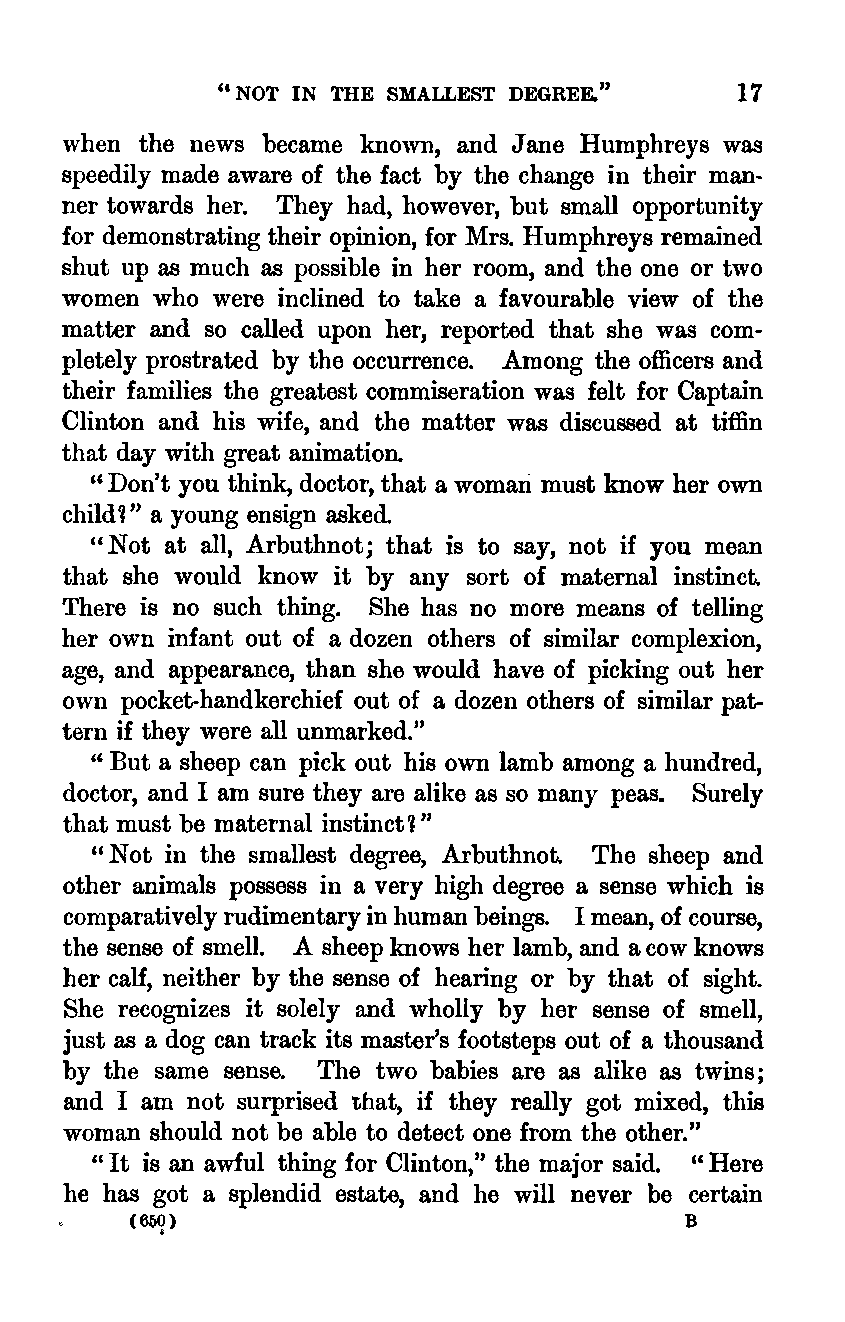 “NOT IN THE SMALLEST DEGREE.” 17
when the news became known, and Jane Humphreys was
speedily made aware of the fact by the change in their man-
ner towards her. They had, however, but small opportunity
for demonstrating their opinion, for Mrs. Humphreys remained
shut up as much as possible in her room, and the one or two
women who were inclined to take a favourable view of the
matter and so called upon her, reported that she was com-
pletely prostrated by the occurrence. Among the officers and
their families the greatest commiseration was felt for Captain
Clinton and his wife, and the matter was discussed at tiffin
that day with great animation.
“Don’t you think, doctor, that a woman must know her own
child?” a young ensign asked.
“Not at all, Arbuthnot; that is to say, not if you mean
that she would know it by any sort of maternal instinct.
There is no such thing. She has no more means of telling
her own infant out of a dozen others of similar complexion,
age, and appearance, than she would have of picking out her
own pocket-handkerchief out of a dozen others of similar pat-
tern if they were all unmarked.”
“But a sheep can pick out his own lamb among a hundred,
doctor, and I am sure they are alike as so many peas. Surely
that must be maternal instinct?”
“Not in the smallest degree, Arbuthnot. The sheep and
other animals possess in a very high degree a sense which is
comparatively rudimentary in human beings. I mean, of course,
the sense of smell. A sheep knows her lamb, and a cow knows
her calf, neither by the sense of hearing or by that of sight.
She recognizes it solely and wholly by her sense of smell,
just as a dog can track its master’s footsteps out of a thousand
by the same sense. The two babies are as alike as twins;
and I am not surprised that, if they really got mixed, this
woman should not be able to detect one from the other.”
“It is an awful thing for Clinton,” the major said. “Here
he has got a splendid estate, and he will never be certain
(650) B